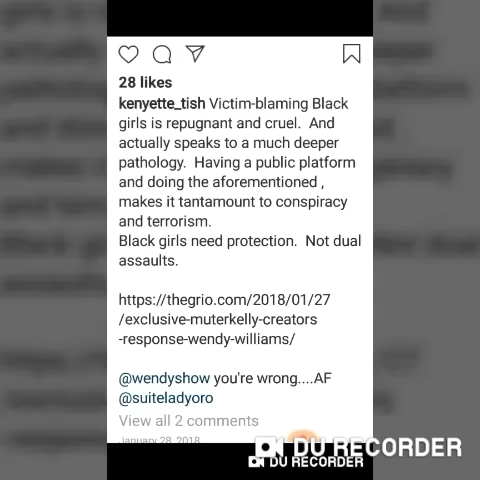 28 likes
kenyette_tish Victim-blaming Black
girls is repugnant and cruel.  And
actually speaks to a much deeper
pathology.  Having a public platform
and doing the aforementioned ,
makes it tantamount to conspiracy
and terrorism.
Black girls need protection.  Not dual
assaults.
https://thegrio.com/2018/01/27
/exclusive-muterkelly-creators
-response-wendy-williams/
@wendyshow you're wrong....AF
@suiteladyoro
View all 2 comments
January 28, 2018
DU RECORDER
DU RECORDER